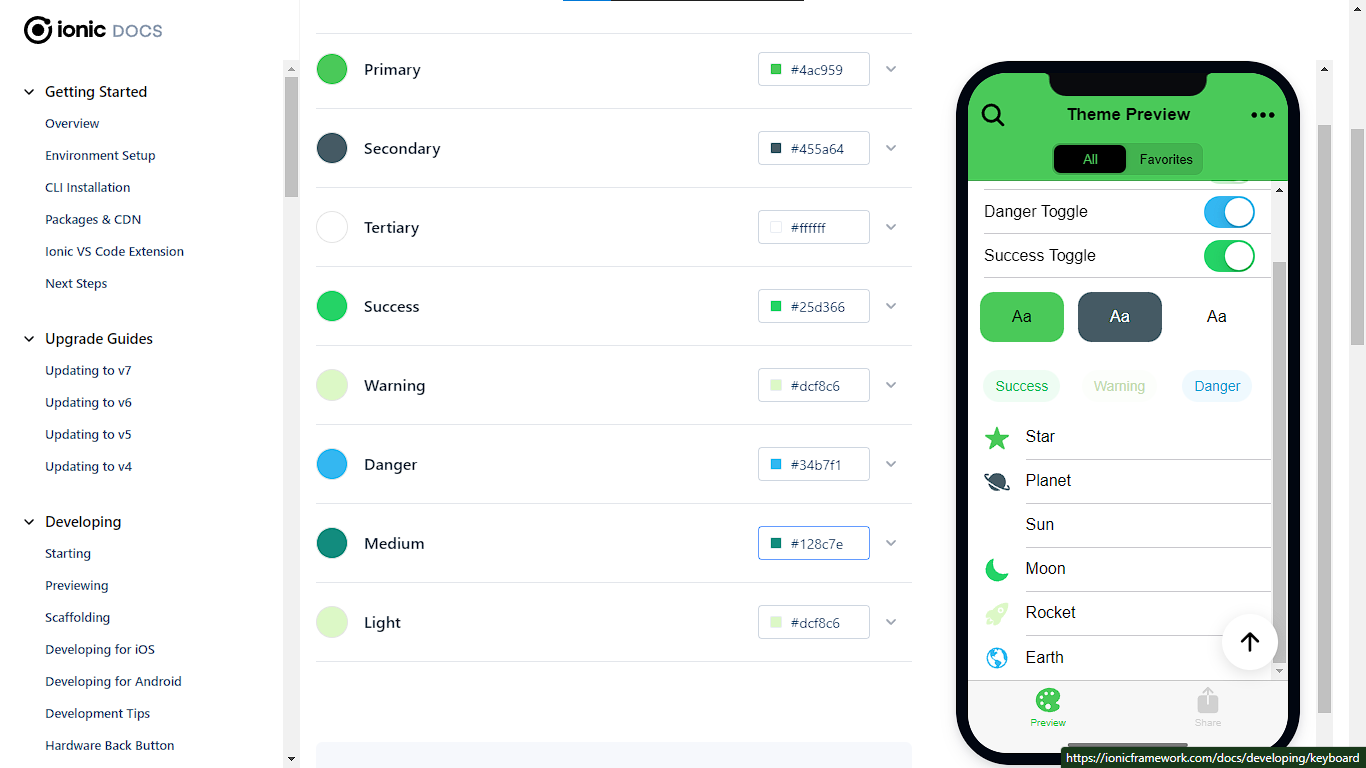 ionic DOCS
Getting Started
Overview
Environment Setup
CLI Installation
Packages & CDN
Ionic VS Code Extension
Next Steps
Upgrade Guides
Updating to v7
Updating to v6
Updating to v5
Updating to v4
Developing
Starting
Previewing
Scaffolding
Developing for iOS
Developing for Android
Development Tips
Hardware Back Button
Primary #4ac959
Secondary #455a64
Tertiary #ffffff
Success #25d366
Warning #dcf8c6
Danger #34b7f1
Medium #128c7e
Light #dcf8c6
Theme Preview
All Favorites
Danger Toggle
Success Toggle
Aa Aa Aa
Success Warning Danger
Star
Planet
Sun
Moon
Rocket
Earth
Preview Share
https://ionicframework.com/docs/developing/keyboard